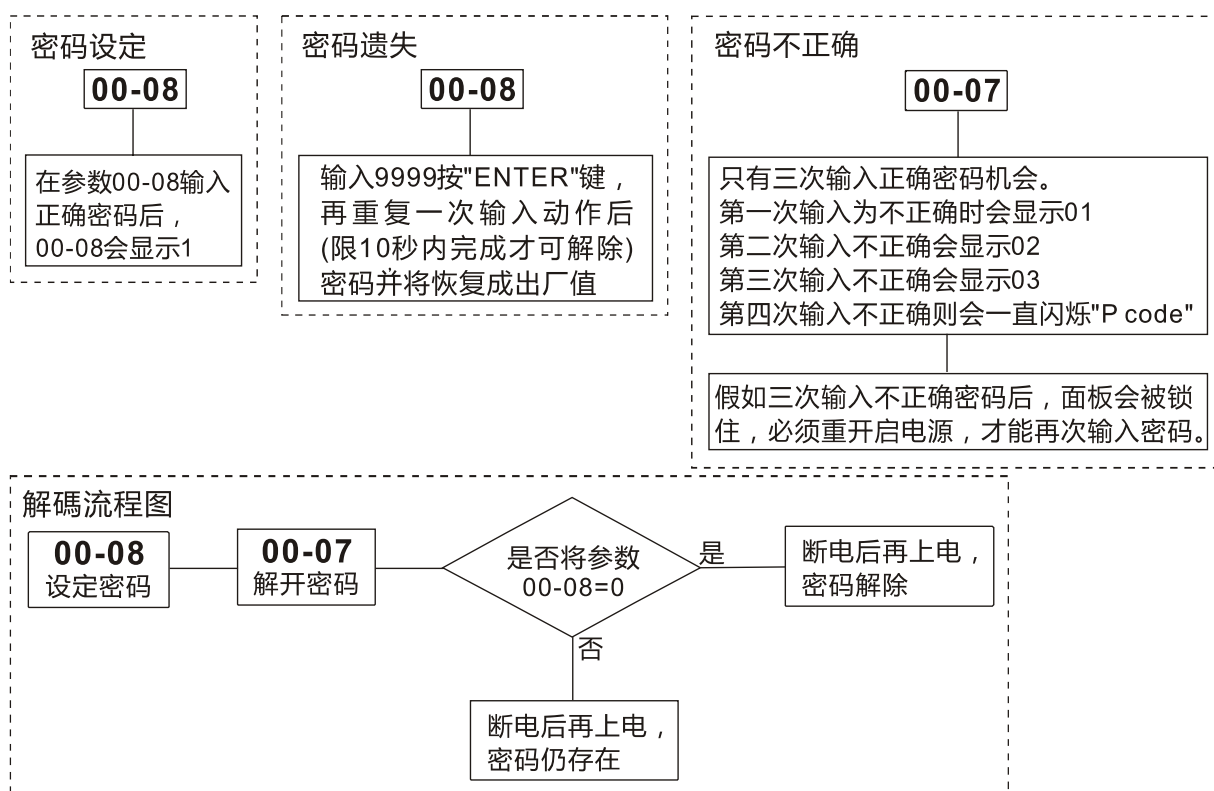 密码设定
00-08
在参数00-08输入
正确密码后，
00-08会显示1
密码遗失
00-08
输入9999按"ENTER"键，
再重复一次输入动作后
(限10秒内完成才可解除)
密码并将恢复成出厂值
密码不正确
00-07
只有三次输入正确密码机会。
第一次输入为不正确时会显示01
第二次输入不正确会显示02
第三次输入不正确会显示03
第四次输入不正确则会一直闪烁"P code"
假如三次输入不正确密码后，面板会被锁
住，必须重开启电源，才能再次输入密码。
解碼流程图
00-08
设定密码
00-07
解开密码
是否将参数
00-08=0
是
断电后再上电，
密码解除
否
断电后再上电，
密码仍存在